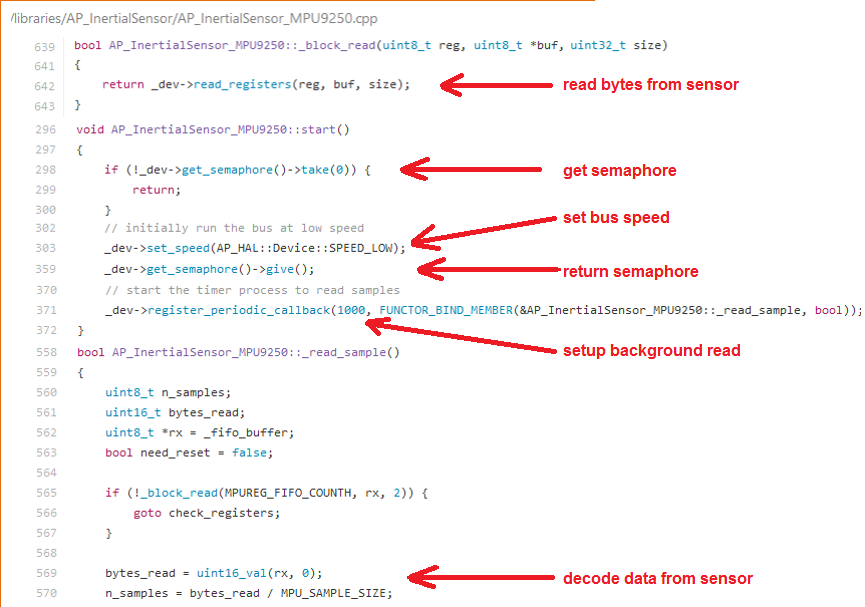 /libraries/AP_InertialSensor/AP_InertialSensor_MPU9250.cpp
639 bool AP_InertialSensor_MPU9250::_block_read(uint8_t reg, uint8_t *buf, uint32_t size)
641 {
642 return _dev->read_registers(reg, buf, size); read bytes from sensor
643 }
296 void AP_InertialSensor_MPU9250::start()
297 {
298 if (!_dev->get_semaphore()->take(0)) { get semaphore
299 return;
300 }
302 // initially run the bus at low speed set bus speed
303 _dev->set_speed(AP_HAL::Device::SPEED_LOW);
359 _dev->get_semaphore()->give(); return semaphore
370 // start the timer process to read samples
371 _dev->register_periodic_callback(1000, FUNCTOR_BIND_MEMBER(&AP_InertialSensor_MPU9250::_read_sample, bool));
372 }
558 bool AP_InertialSensor_MPU9250::_read_sample() setup background read
559 {
560 uint8_t n_samples;
561 uint16_t bytes_read;
562 uint8_t *rx = _fifo_buffer;
563 bool need_reset = false;
564
565 if (!_block_read(MPUREG_FIFO_COUNTH, rx, 2)) {
566 goto check_registers;
567 }
568
569 bytes_read = uint16_val(rx, 0); decode data from sensor
570 n_samples = bytes_read / MPU_SAMPLE_SIZE;